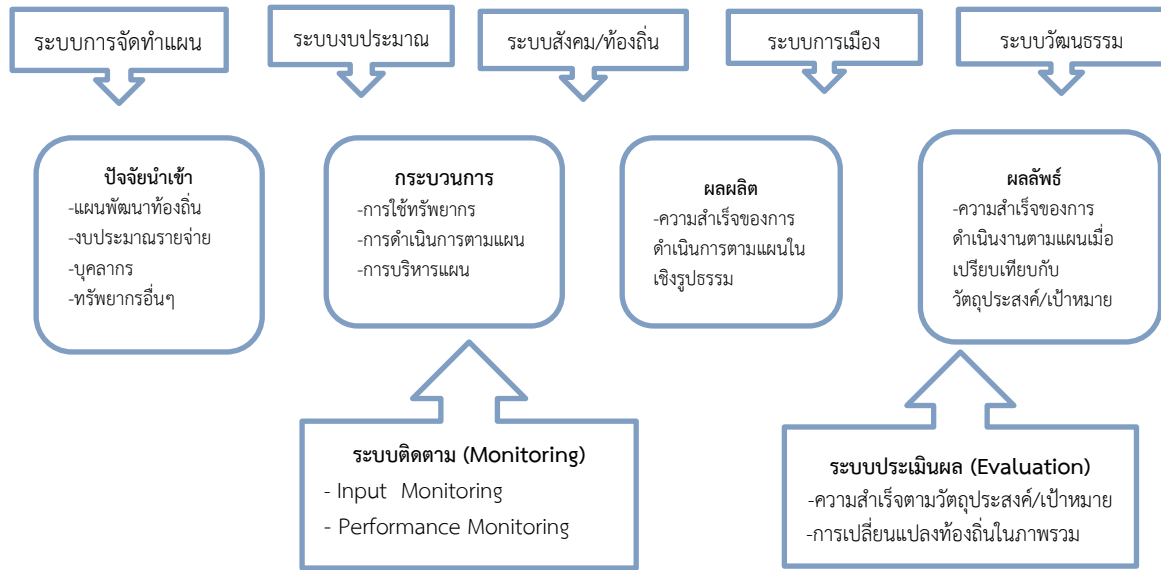 ระบบการจัดทำแผน
ระบบงบประมาณ
ระบบสังคม/ท้องถิ่น
ระบบการเมือง
ระบบวัฒนธรรม
ปัจจัยนำเข้า
-แผนพัฒนาท้องถิ่น
-งบประมาณรายจ่าย
-บุคลากร
-ทรัพยากรอื่นๆ
กระบวนการ
-การใช้ทรัพยากร
-การดำเนินการตามแผน
-การบริหารแผน
ผลผลิต
-ความสำเร็จของการ
ดำเนินการตามแผนใน
เชิงรูปธรรม
ผลลัพธ์
-ความสำเร็จของการ
ดำเนินงานตามแผนเมื่อ
เปรียบเทียบกับ
วัตถุประสงค์/เป้าหมาย
ระบบติดตาม (Monitoring)
- Input Monitoring
- Performance Monitoring
ระบบประเมินผล (Evaluation)
-ความสำเร็จตามวัตถุประสงค์/เป้าหมาย
-การเปลี่ยนแปลงท้องถิ่นในภาพรวม